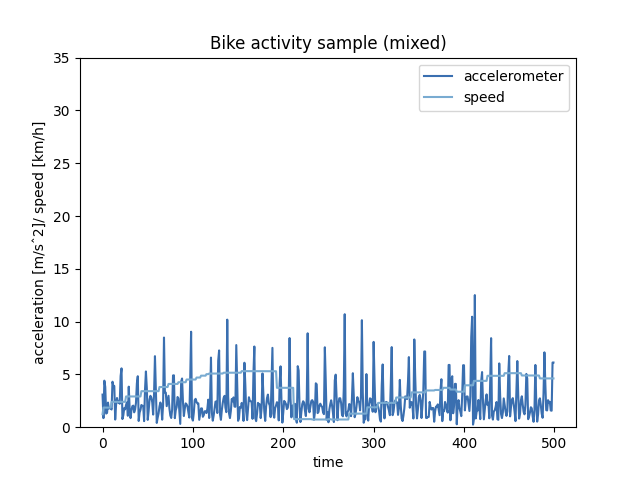 Bike activity sample (mixed)
accelerometer
speed
acceleration [m/sˆ2]/ speed [km/h]
35
30
25
20
15
10
5
0
0 100 200 300 400 500
time